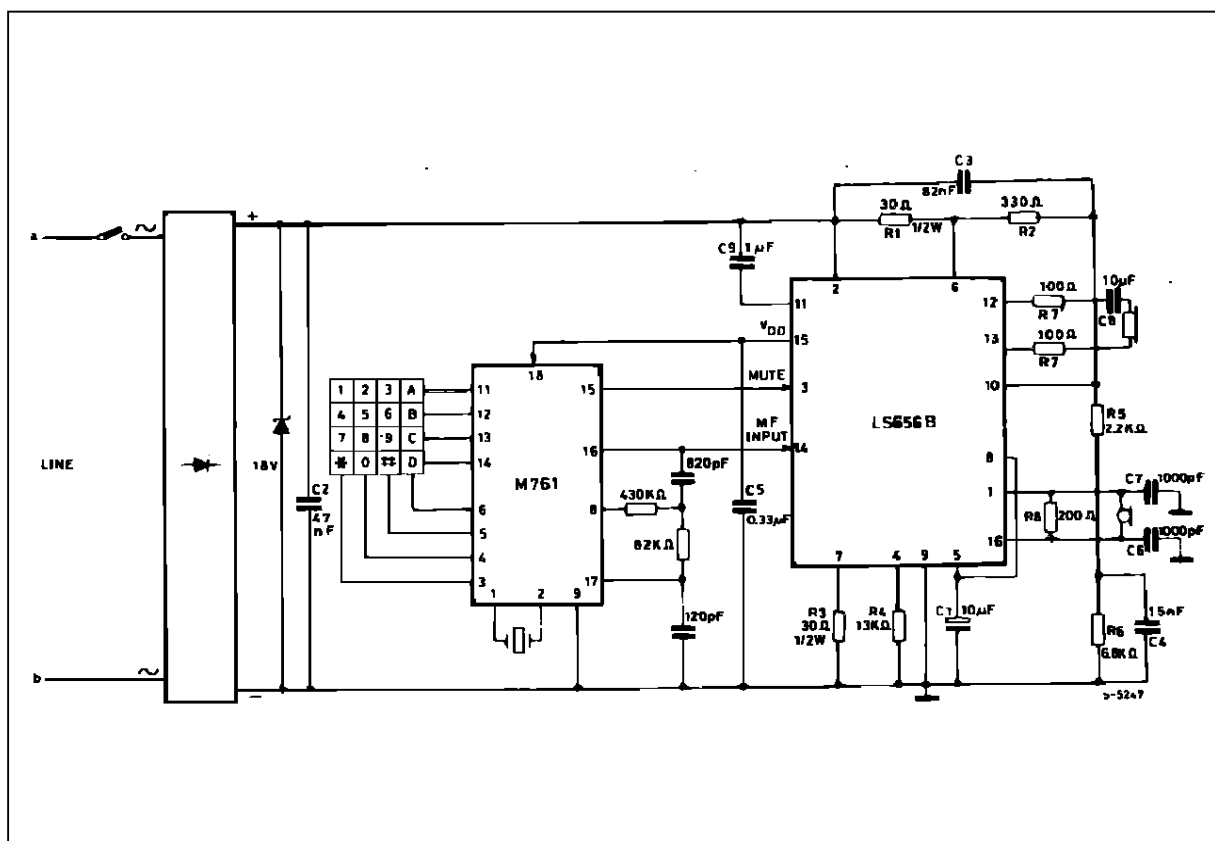 C3
82nF
30Ω
330Ω
R1
1/2W
R2
+
a
~
C9 1µF
2
6
10µF
100Ω
12
R7
C8
11
VDD
15
100Ω
13
R7
18
1 2 3 A
4 5 6 B
7 8 9 C
* 0 # D
11
12
13
14
15
MUTE
3
10
MF
INPUT
LS656B
R5
2.2KΩ
16
14
LINE
18V
M761
820pF
8
C2
47
nF
430KΩ
C5
0.33µF
1
C7
1000pF
6
8
R8
200Ω
5
82KΩ
16
C6
1000pF
4
3
17
7
4
9
5
1
2
9
120pF
R3
30Ω
1/2W
R4
13KΩ
C1
10µF
15nF
R6
6.8KΩ
C4
b
~
−
S-5247